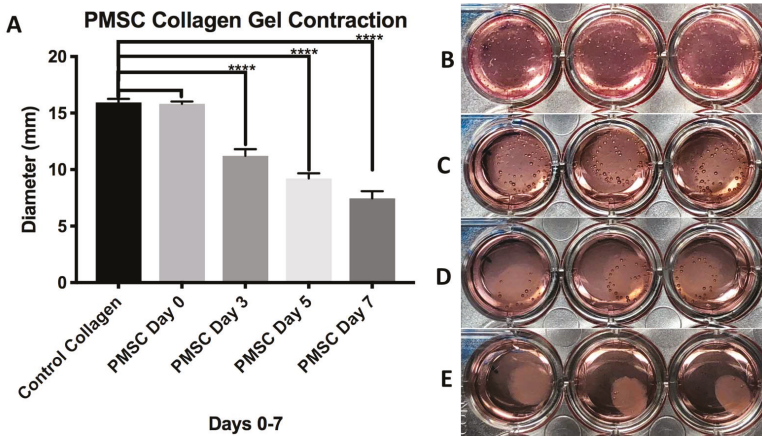 A
PMSC Collagen Gel Contraction
****
****
****
20
15
10
5
0
Diameter (mm)
Control Collagen
PMSC Day 0
PMSC Day 3
PMSC Day 5
PMSC Day 7
Days 0-7
B
C
D
E